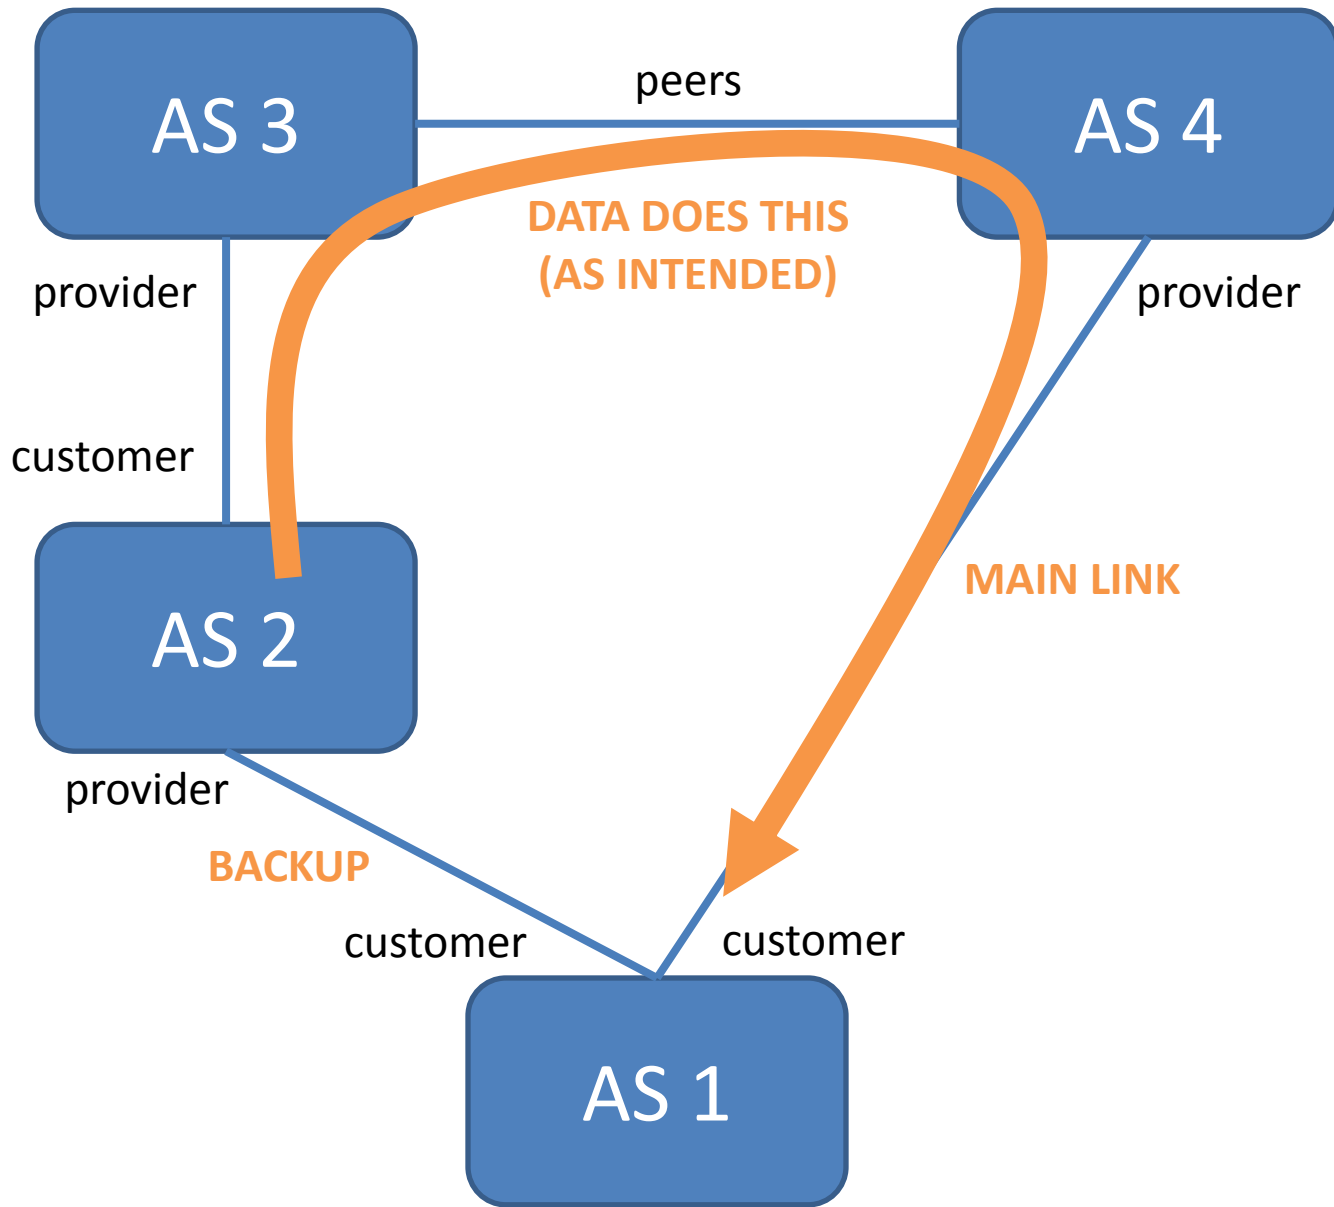 peers
AS 3
AS 4
DATA DOES THIS
(AS INTENDED)
provider
provider
customer
MAIN LINK
AS 2
provider
BACKUP
customer
customer
AS 1